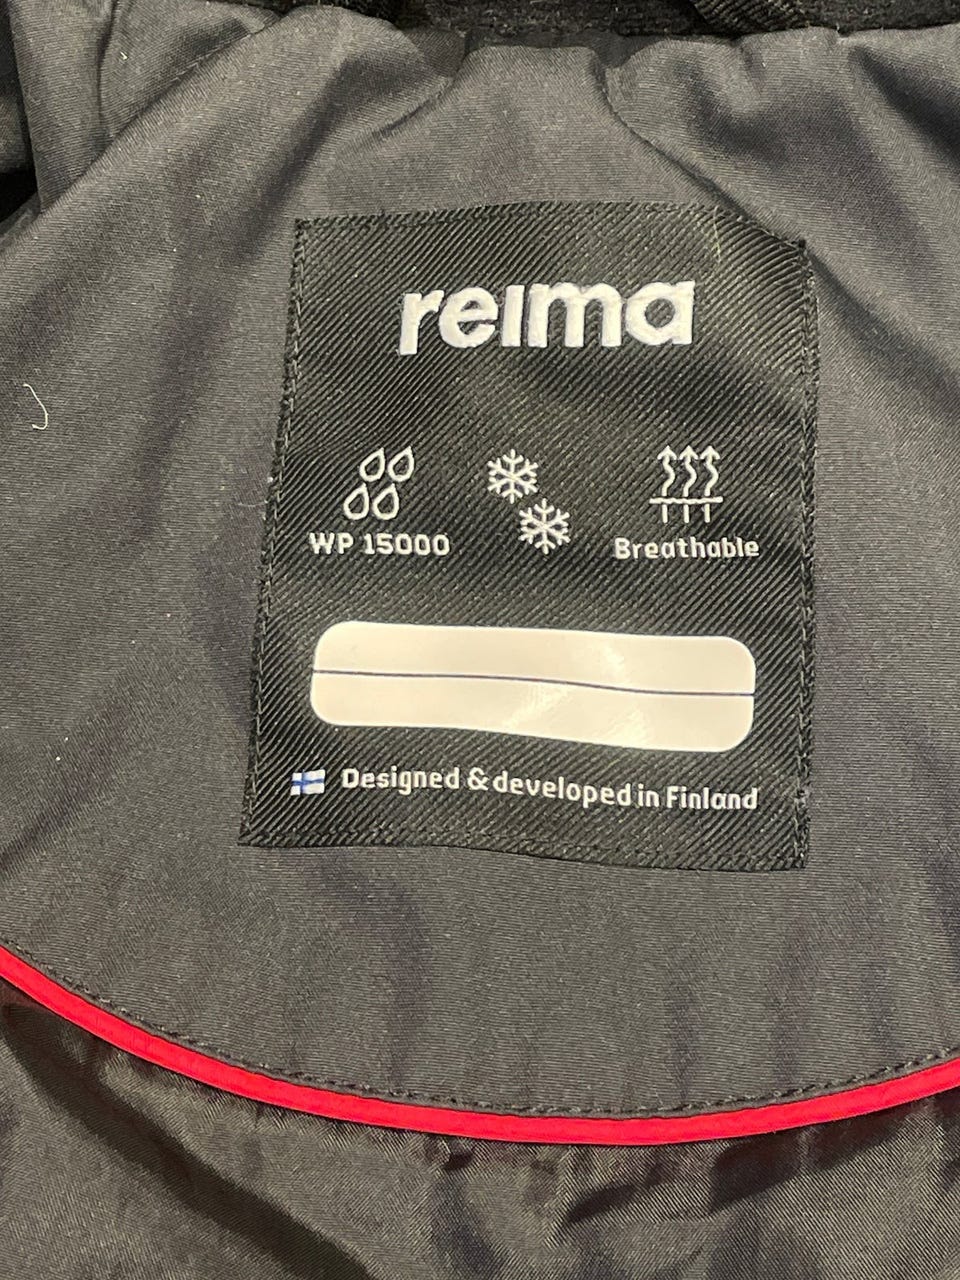 reima
WP 15000
Breathable
Designed & developed in Finland